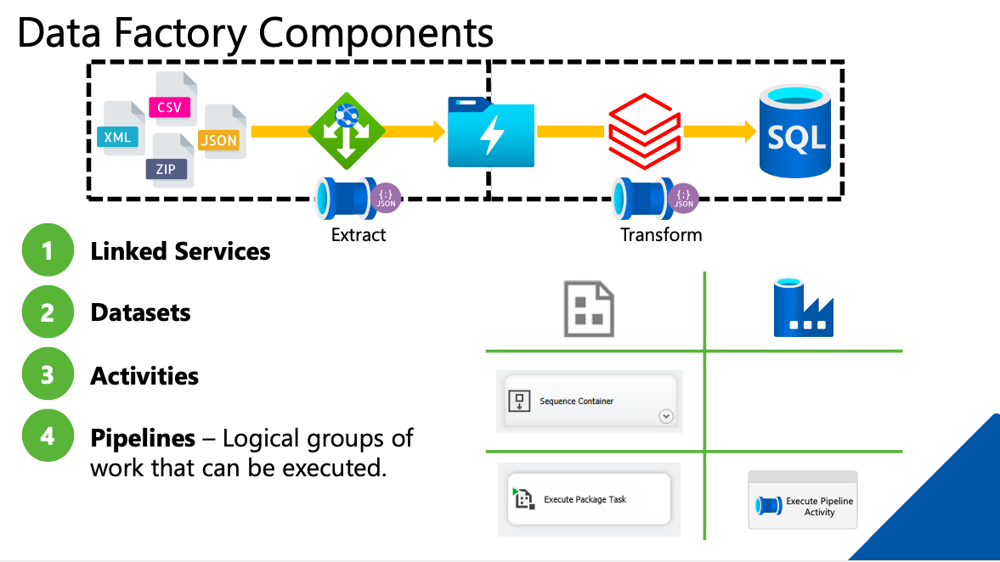 Data Factory Components
CSV
XML
JSON
ZIP
SQL
{:}
JSON
{:}
JSON
Extract
Transform
1
Linked Services
2
Datasets
3
Activities
4
Pipelines – Logical groups of
work that can be executed.
Sequence Container
Execute Package Task
Execute Pipeline
Activity